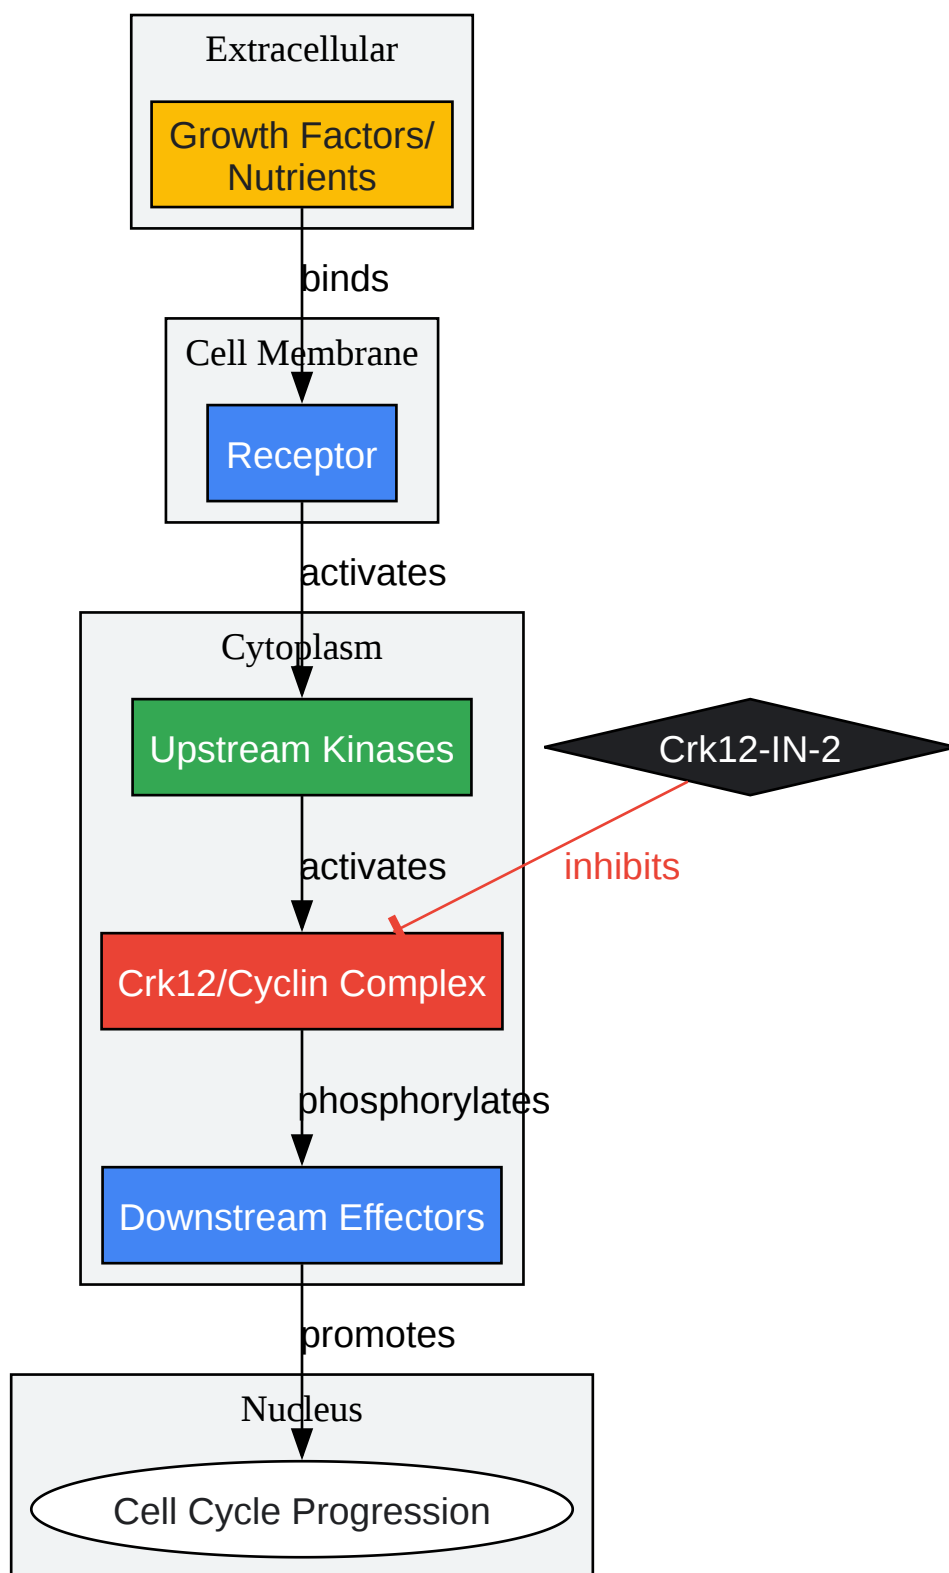 Extracellular
Growth Factors/
Nutrients
binds
Cell Membrane
Receptor
activates
Cytoplasm
Upstream Kinases
Crk12-IN-2
activates
inhibits
Crk12/Cyclin Complex
phosphorylates
Downstream Effectors
promotes
Nucleus
Cell Cycle Progression